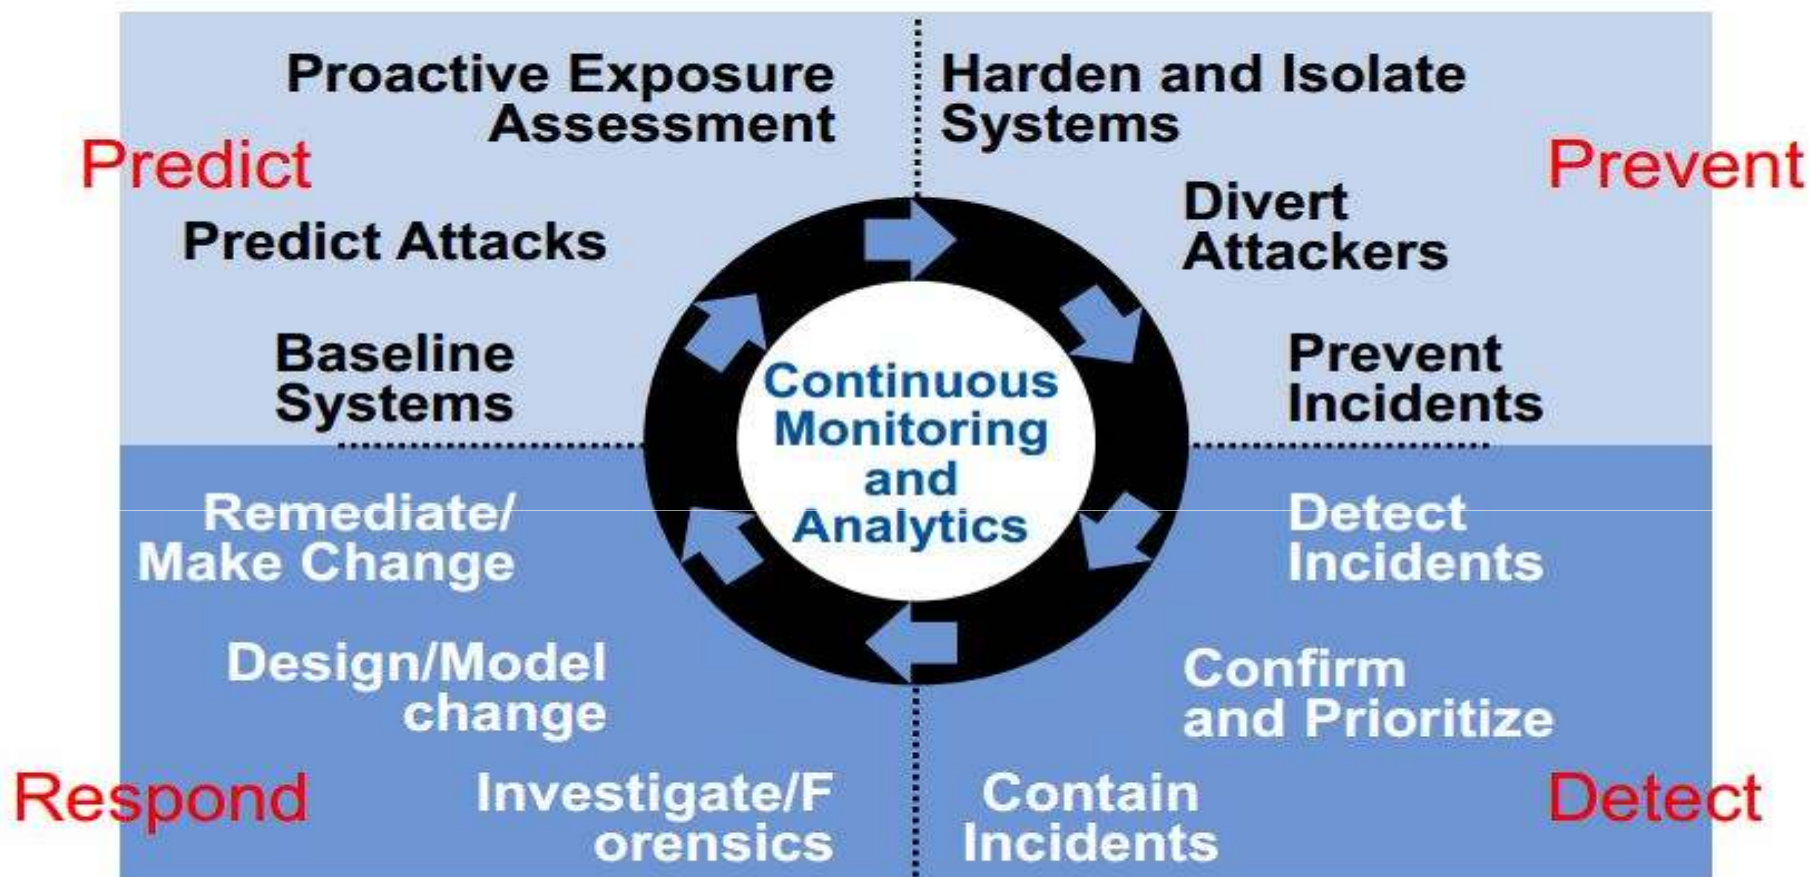 Proactive Exposure
Assessment
Predict
Predict Attacks
Baseline
Systems
Harden and Isolate
Systems
Prevent
Divert
Attackers
Prevent
Incidents
Continuous
Monitoring
and
Analytics
Remediate/
Make Change
Design/Model
change
Respond
Investigate/F
orensics
Detect
Incidents
Confirm
and Prioritize
Detect
Contain
Incidents